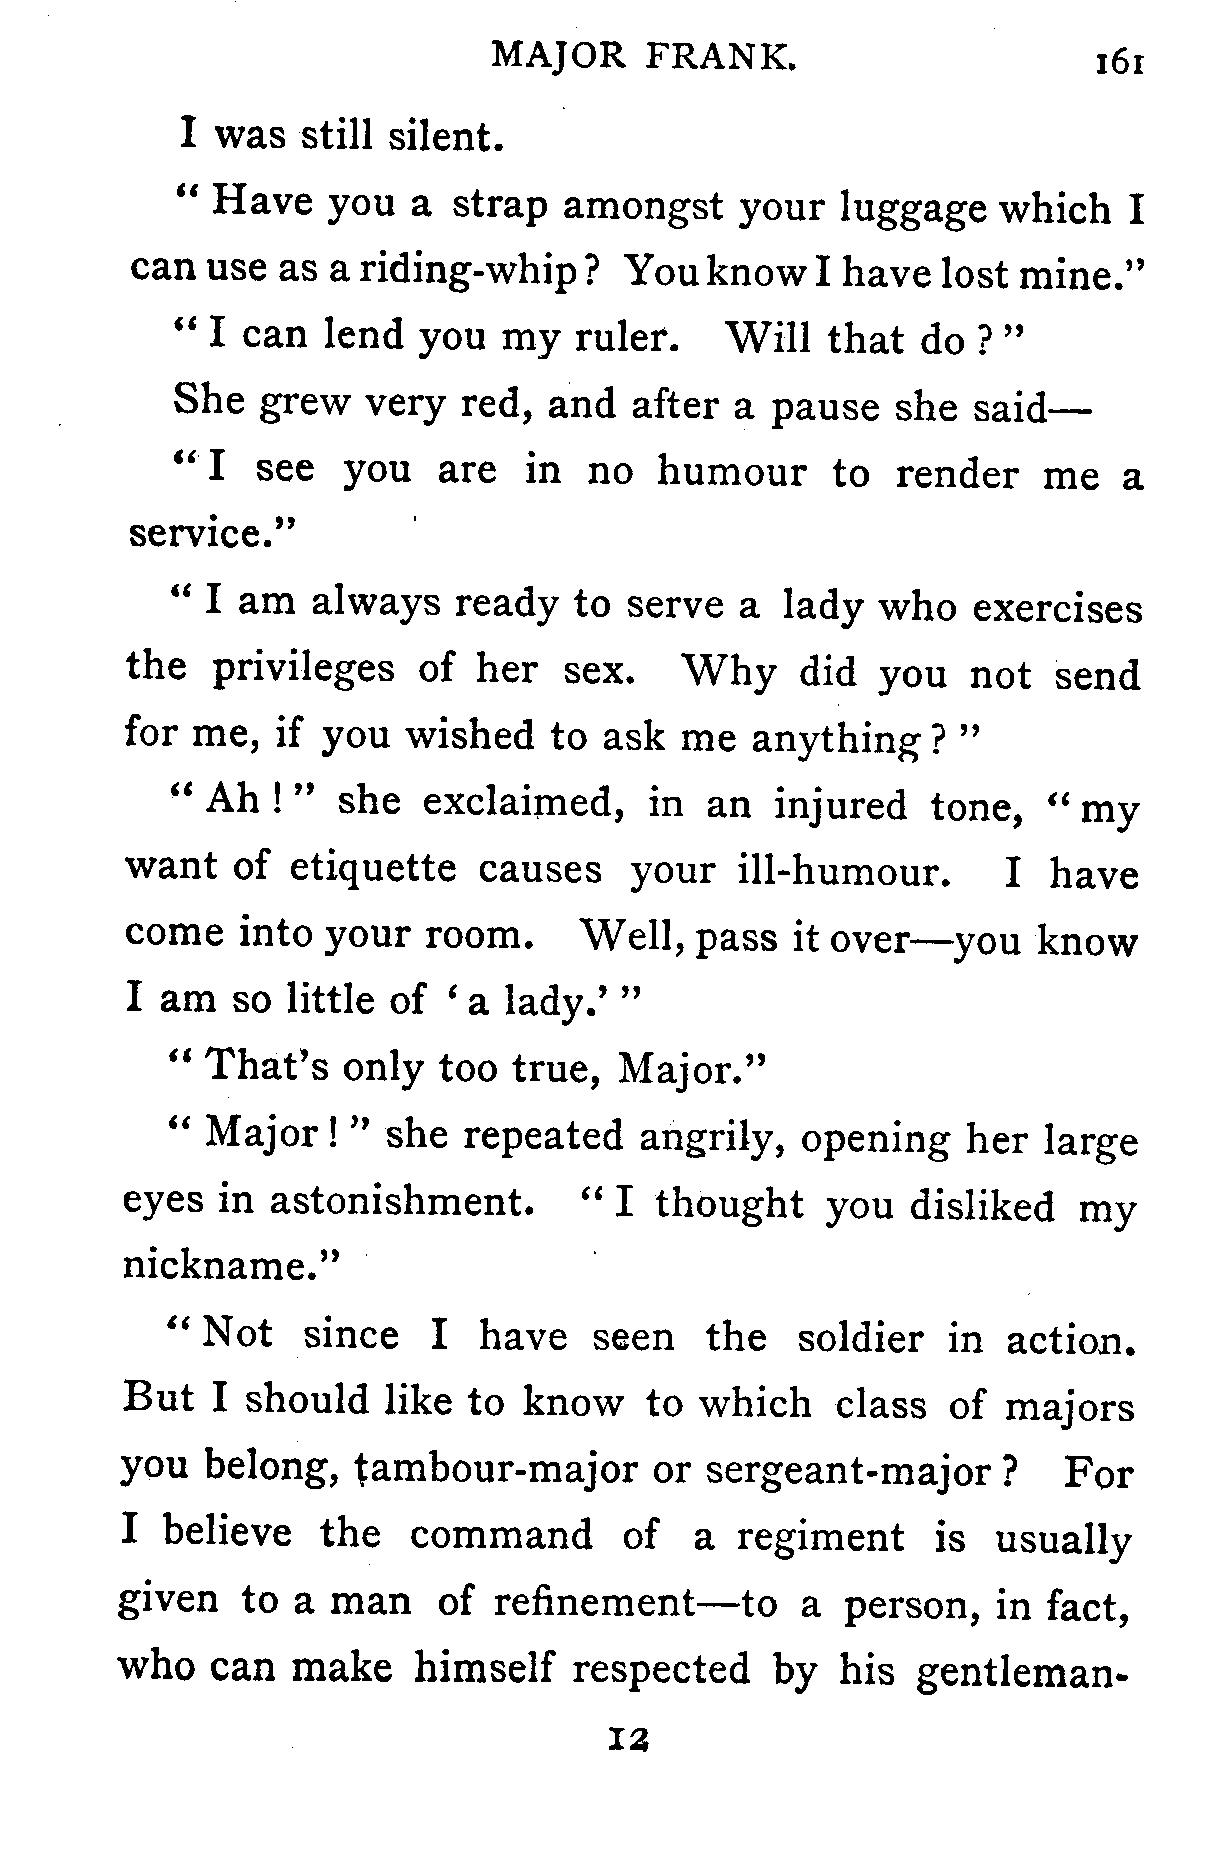 MAJOR FRANK. 161
I was still silent.
" Have you a strap amongst your luggage which I
can use as a riding-whip ? You know I have lost mine."
" I can lend you my ruler. Will that do ? "
She grew very red, and after a pause she said—
" I see you are in no humour to render me a
service."
" I am always ready to serve a lady who exercises
the privileges of her sex. Why did you not send
for me, if you wished to ask me anything ? "
" Ah ! " she exclaimed, in an injured tone, " my
want of etiquette causes your ill-humour. I have
come into your room. Well, pass it over—you know
I am so little of ' a lady.' "
" That's only too true, Major."
" Major ! " she repeated angrily, opening her large
eyes in astonishment. " I thought you disliked my
nickname."
" Not since I have seen the soldier in action.
But I should like to know to which class of majors
you belong, tambour-major or sergeant-major ? For
I believe the command of a regiment is usually
given to a man of refinement—to a person, in fact,
who can make himself respected by his gentleman-
12